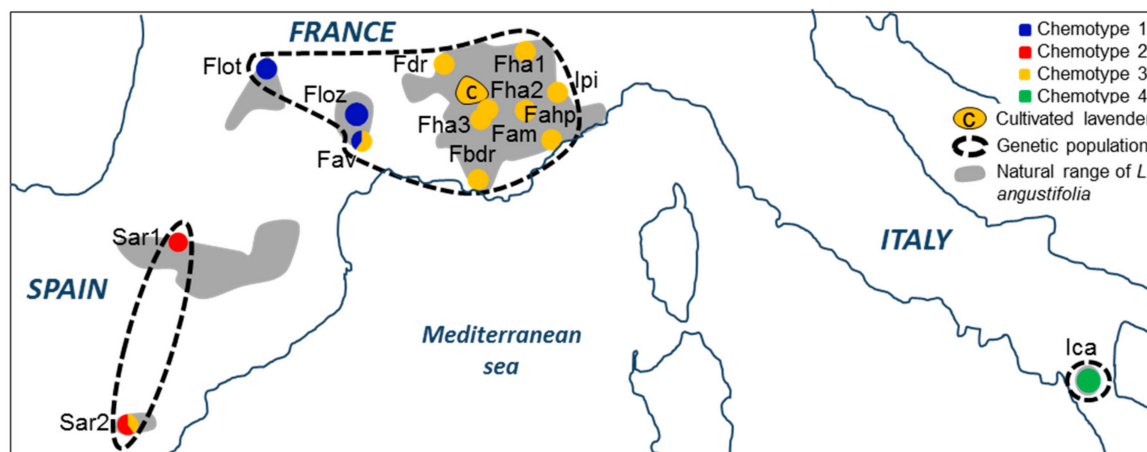 FRANCE
Flot
Floz
Fav
Fdr
Fha1
Ipi
C
Fha2
Fahp
Fha3
Fam
Fbdr
Chemotype 1
Chemotype 2
Chemotype 3
Chemotype 4
C Cultivated lavender
Genetic population
Natural range of L
angustifolia
Sar1
SPAIN
Sar2
Mediterranean
sea
ITALY
Ica